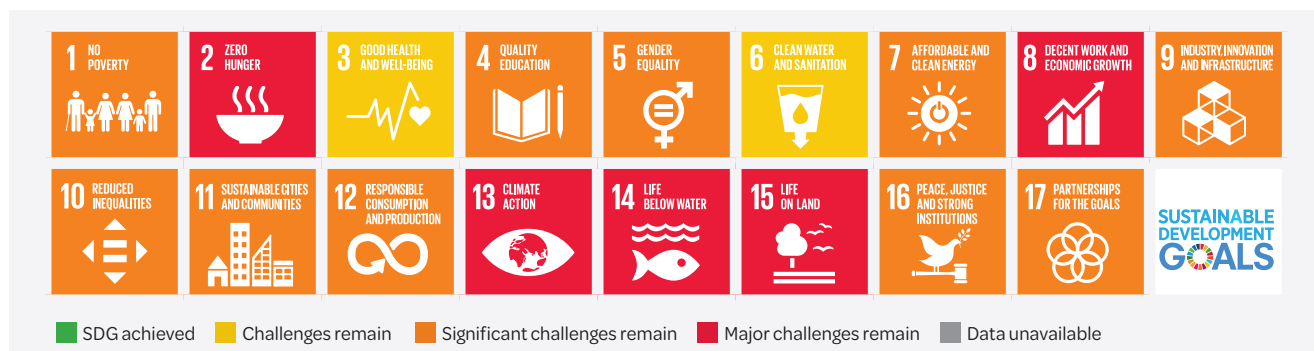 1 NO
POVERTY
2 ZERO
HUNGER
3 GOOD HEALTH
AND WELL-BEING
4 QUALITY
EDUCATION
5 GENDER
EQUALITY
6 CLEAN WATER
AND SANITATION
7 AFFORDABLE AND
CLEAN ENERGY
8 DECENT WORK AND
ECONOMIC GROWTH
9 INDUSTRY, INNOVATION
AND INFRASTRUCTURE
10 REDUCED
INEQUALITIES
11 SUSTAINABLE CITIES
AND COMMUNITIES
12 RESPONSIBLE
CONSUMPTION
AND PRODUCTION
13 CLIMATE
ACTION
14 LIFE
BELOW WATER
15 LIFE
ON LAND
16 PEACE, JUSTICE
AND STRONG
INSTITUTIONS
17 PARTNERSHIPS
FOR THE GOALS
SUSTAINABLE
DEVELOPMENT
GOALS
SDG achieved
Challenges remain
Significant challenges remain
Major challenges remain
Data unavailable